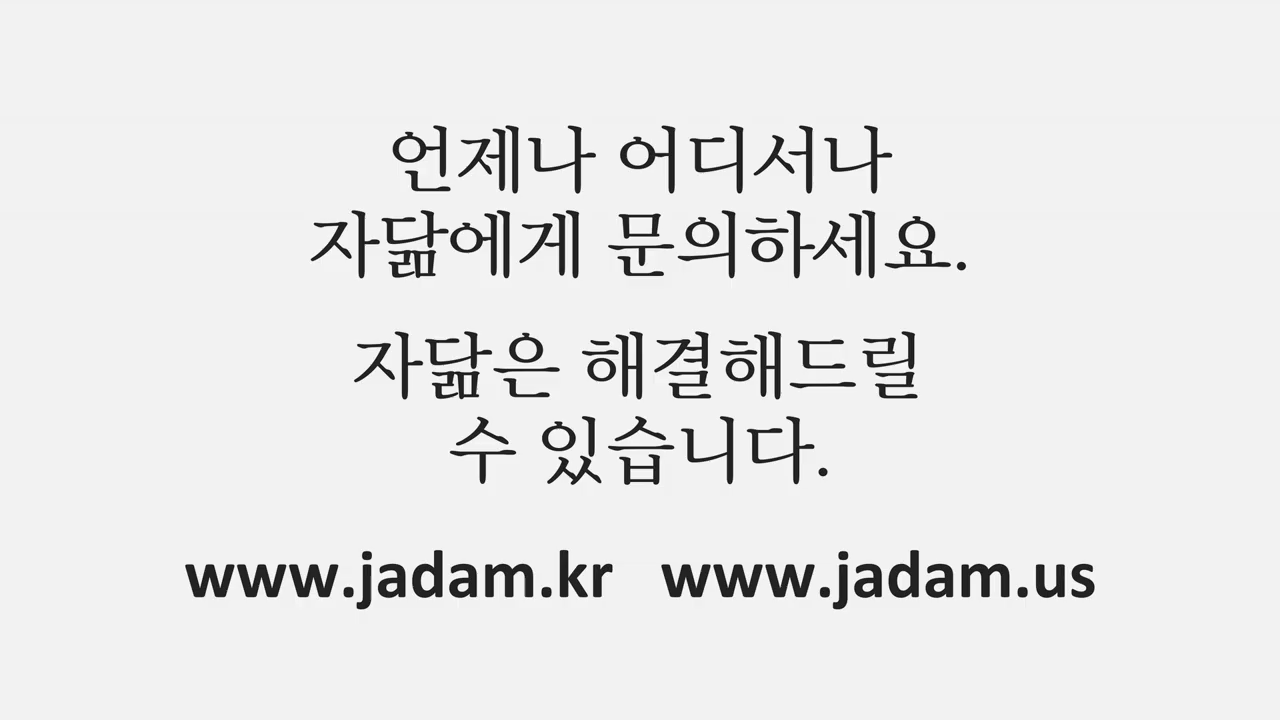 언제나 어디서나
자닮에게 문의하세요.
자닮은 해결해드릴
수 있습니다.
www.jadam.kr www.jadam.us